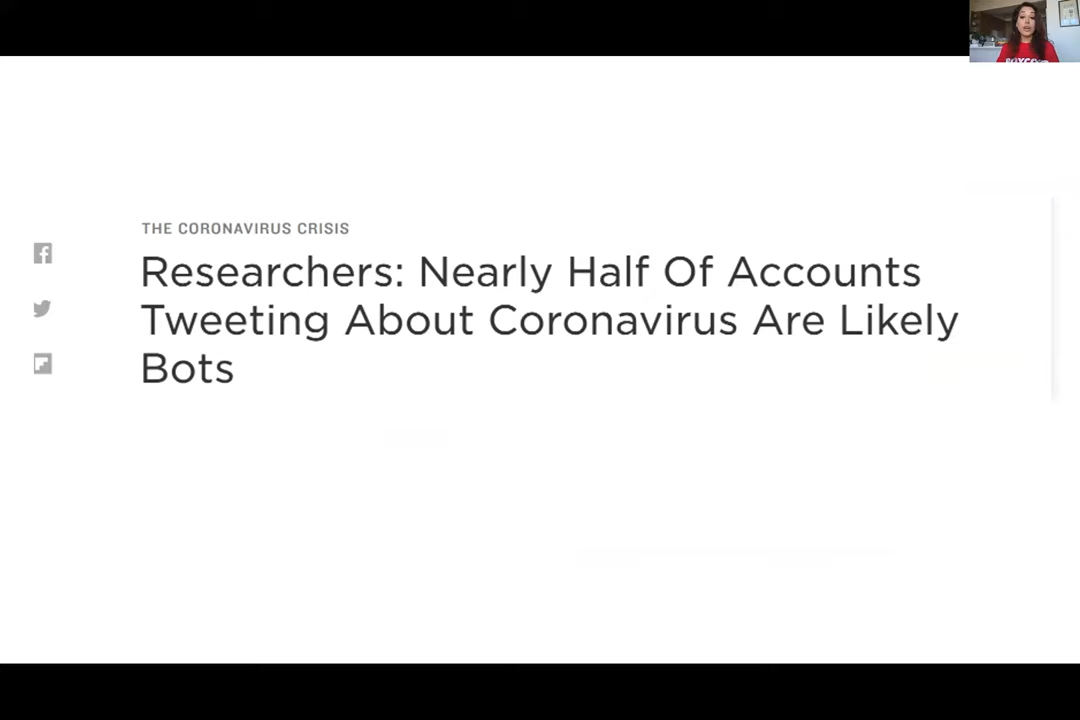 THE CORONAVIRUS CRISIS
Researchers: Nearly Half Of Accounts
Tweeting About Coronavirus Are Likely
Bots